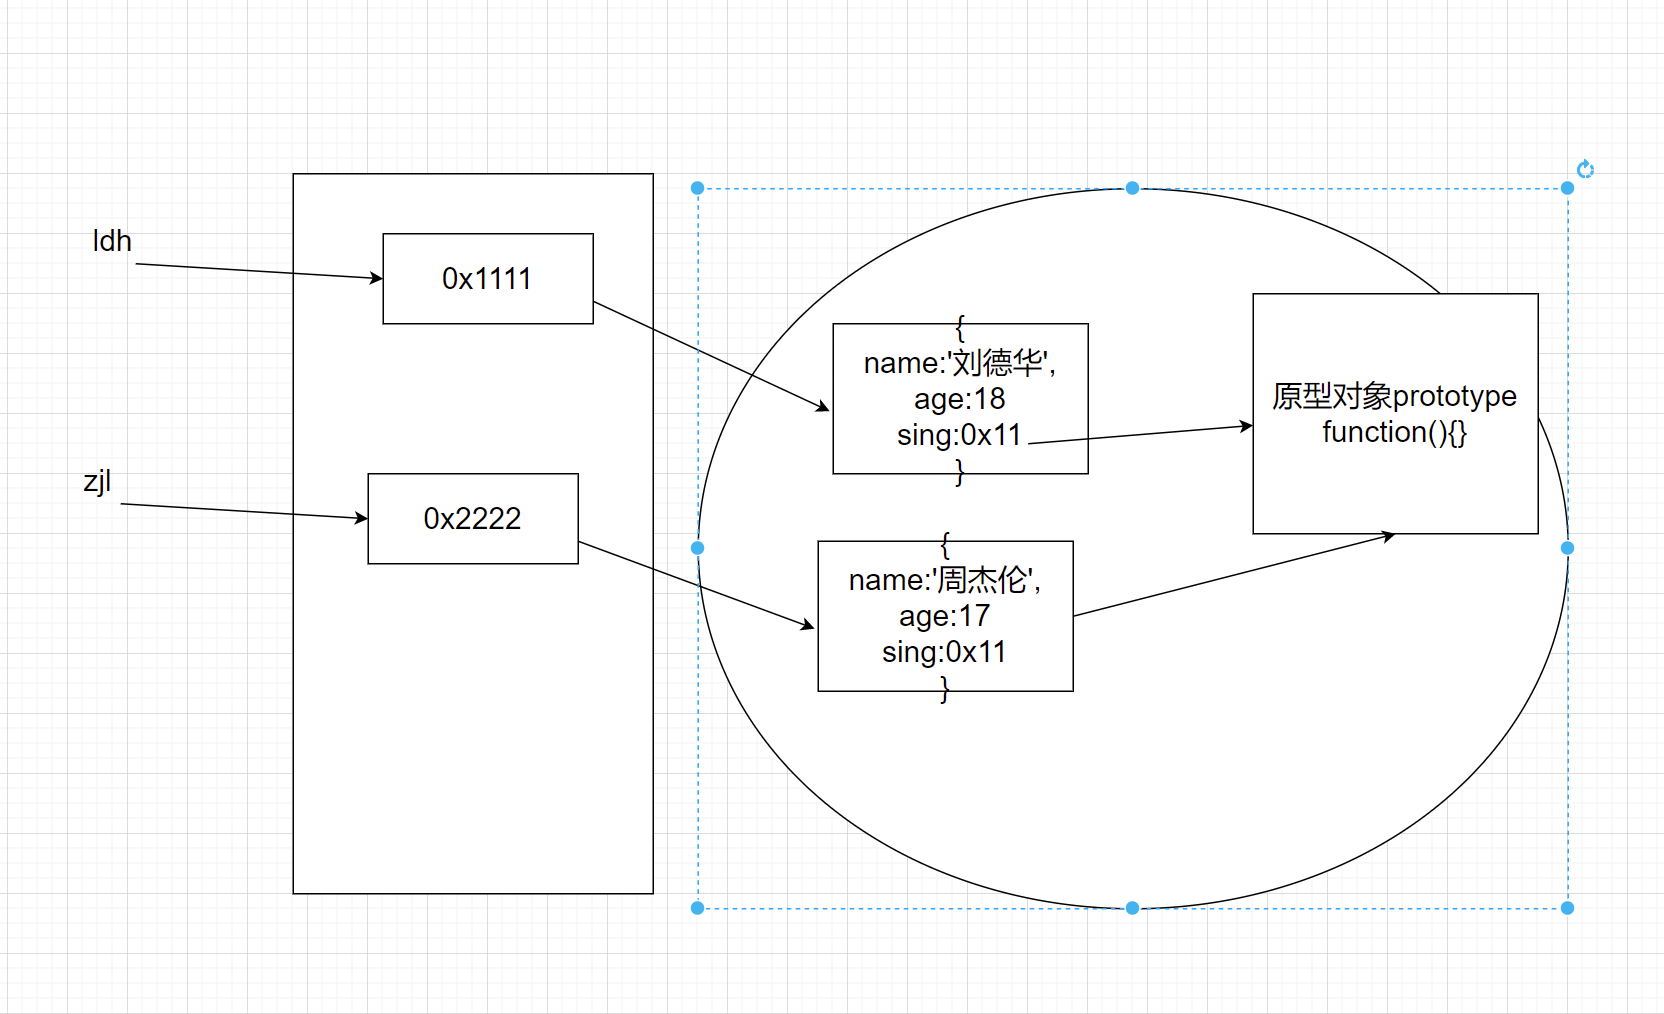 ldh
0x1111
zjl
0x2222
{
name:'刘德华',
age:18
sing:0x11
}
{
name:'周杰伦',
age:17
sing:0x11
}
原型对象prototype
function(){}